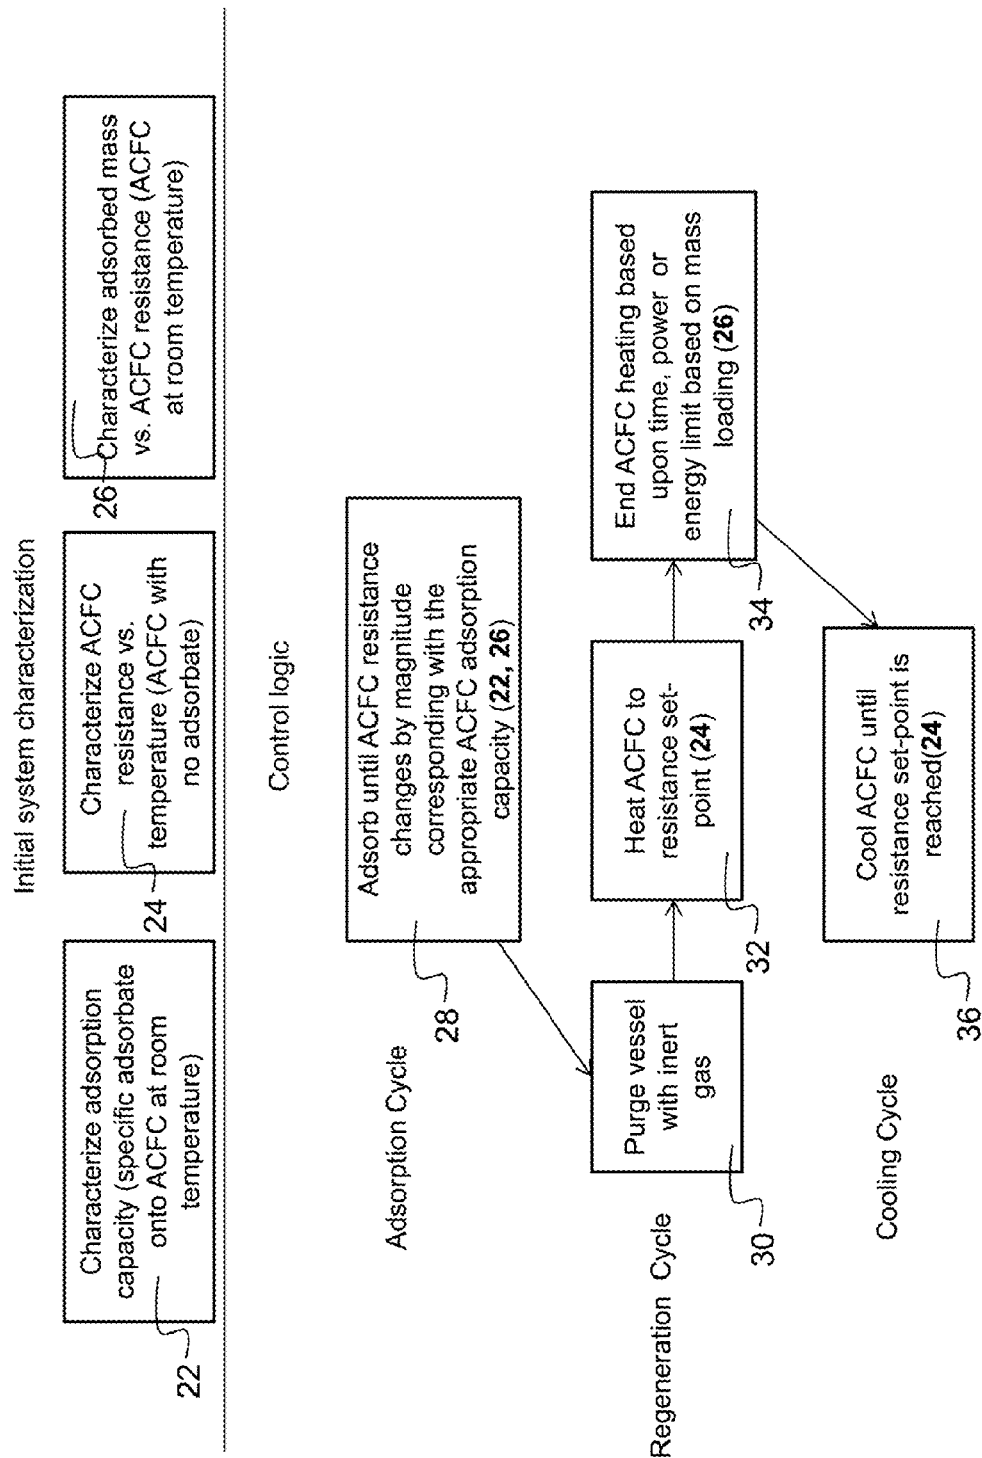 Initial system characterization
Characterize adsorption
capacity (specific adsorbate
onto ACFC at room
temperature)
22
Characterize ACFC
resistance vs.
temperature (ACFC with
no adsorbate)
24
Characterize adsorbed mass
vs. ACFC resistance (ACFC
at room temperature)
26
Control logic
Adsorption Cycle
Adsorb until ACFC resistance
changes by magnitude
corresponding with the
appropriate ACFC adsorption
capacity (22, 26)
28
Regeneration Cycle
Purge vessel
with inert
gas
30
Heat ACFC to
resistance set-
point (24)
32
End ACFC heating based
upon time, power or
energy limit based on mass
loading (26)
34
Cooling Cycle
Cool ACFC until
resistance set-point is
reached(24)
36